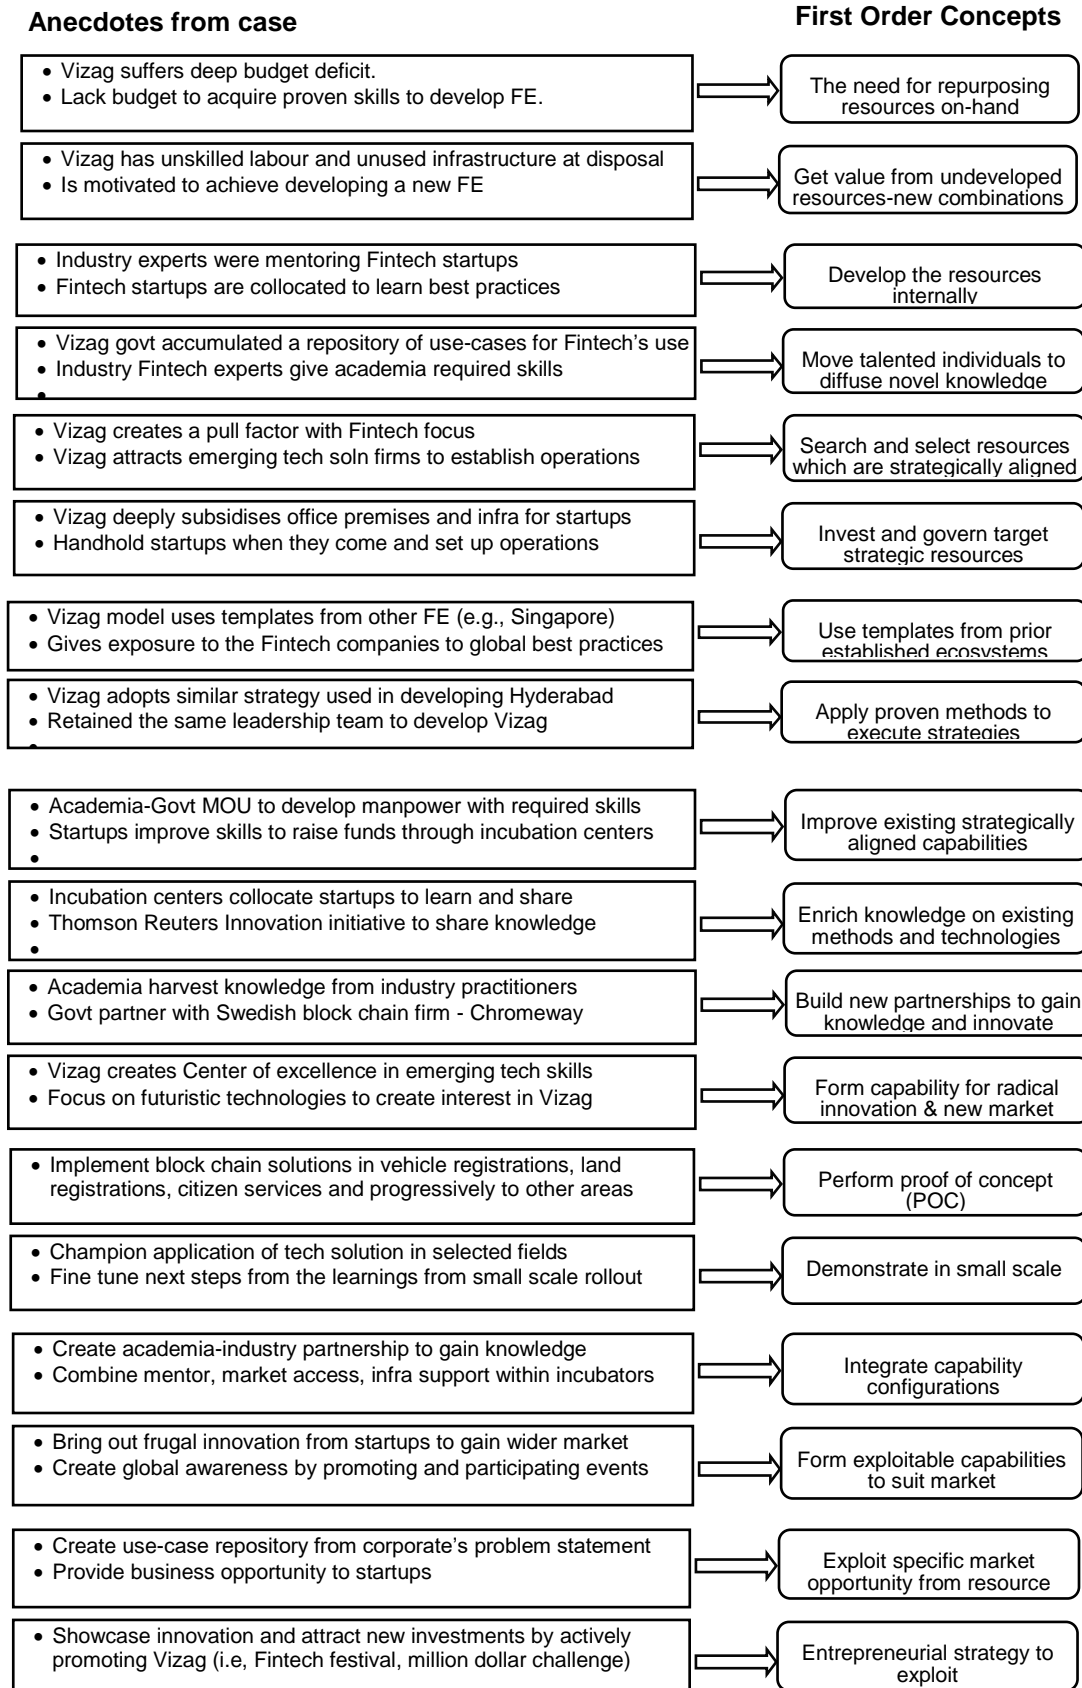 Anecdotes from case
First Order Concepts
• Vizag suffers deep budget deficit.
• Lack budget to acquire proven skills to develop FE.
The need for repurposing
resources on-hand
• Vizag has unskilled labour and unused infrastructure at disposal
• Is motivated to achieve developing a new FE
Get value from undeveloped
resources-new combinations
• Industry experts were mentoring Fintech startups
• Fintech startups are collocated to learn best practices
Develop the resources
internally
• Vizag govt accumulated a repository of use-cases for Fintech's use
• Industry Fintech experts give academia required skills
•
Move talented individuals to
diffuse novel knowledge
• Vizag creates a pull factor with Fintech focus
• Vizag attracts emerging tech soln firms to establish operations
Search and select resources
which are strategically aligned
• Vizag deeply subsidises office premises and infra for startups
• Handhold startups when they come and set up operations
Invest and govern target
strategic resources
• Vizag model uses templates from other FE (e.g., Singapore)
• Gives exposure to the Fintech companies to global best practices
Use templates from prior
established ecosystems
• Vizag adopts similar strategy used in developing Hyderabad
• Retained the same leadership team to develop Vizag
•
Apply proven methods to
execute strategies
• Academia-Govt MOU to develop manpower with required skills
• Startups improve skills to raise funds through incubation centers
•
Improve existing strategically
aligned capabilities
• Incubation centers collocate startups to learn and share
• Thomson Reuters Innovation initiative to share knowledge
•
Enrich knowledge on existing
methods and technologies
• Academia harvest knowledge from industry practitioners
• Govt partner with Swedish block chain firm - Chromeway
Build new partnerships to gain
knowledge and innovate
• Vizag creates Center of excellence in emerging tech skills
• Focus on futuristic technologies to create interest in Vizag
Form capability for radical
innovation & new market
• Implement block chain solutions in vehicle registrations, land
registrations, citizen services and progressively to other areas
Perform proof of concept
(POC)
• Champion application of tech solution in selected fields
• Fine tune next steps from the learnings from small scale rollout
Demonstrate in small scale
• Create academia-industry partnership to gain knowledge
• Combine mentor, market access, infra support within incubators
Integrate capability
configurations
• Bring out frugal innovation from startups to gain wider market
• Create global awareness by promoting and participating events
Form exploitable capabilities
to suit market
• Create use-case repository from corporate's problem statement
• Provide business opportunity to startups
Exploit specific market
opportunity from resource
• Showcase innovation and attract new investments by actively
promoting Vizag (i.e, Fintech festival, million dollar challenge)
Entrepreneurial strategy to
exploit